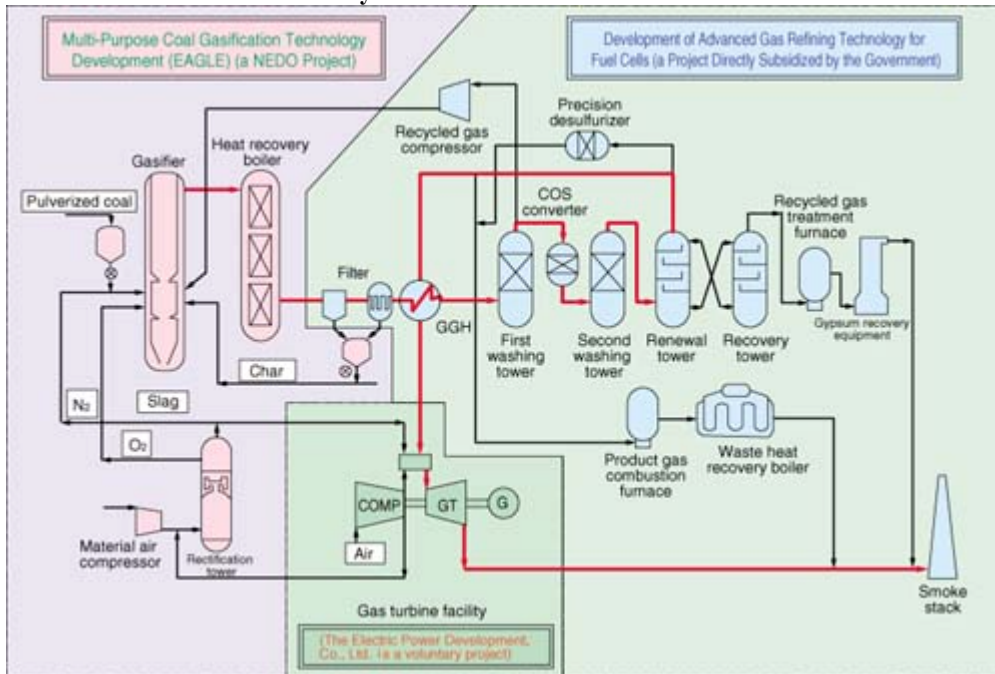 Multi-Purpose Coal Gasification Technology
Development (EAGLE) (a NEDO Project)
Development of Advanced Gas Refining Technology for
Fuel Cells (a Project Directly Subsidized by the Government)
Precision
desulfurizer
Recycled gas
compressor
Heat recovery
boiler
Gasifier
Pulverized coal
COS
converter
Recycled gas
treatment
furnace
Filter
GGH
First
washing
tower
Second
washing
tower
Renewal
tower
Recovery
tower
Gypsum recovery
equipment
Char
Slag
N2
O2
Product gas
combustion
furnace
Waste heat
recovery boiler
COMP
GT
G
Air
Material air
compressor
Rectification
tower
Smoke
stack
Gas turbine facility
(The Electric Power Development,
Co., Ltd. is a voluntary project)